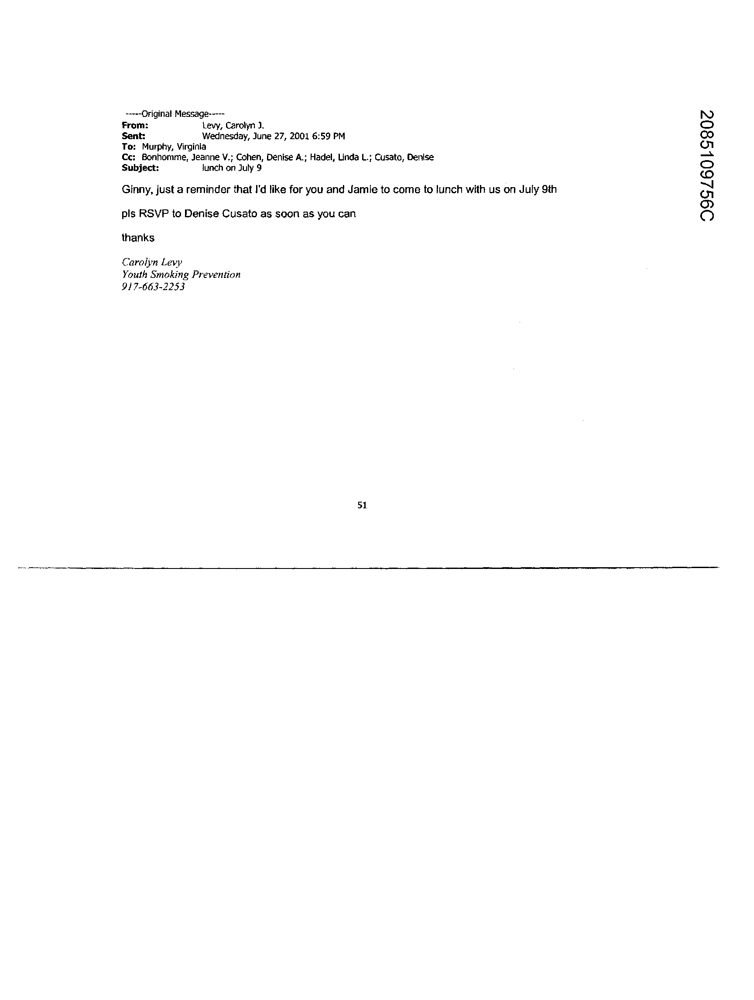 -----Original Message-----
From: Levy, Carolyn J.
Sent: Wednesday, June 27, 2001 6:59 PM
To: Murphy, Virginia
Cc: Bonhomme, Jeanne V.; Cohen, Denise A.; Hadel, Linda L.; Cusato, Denise
Subject: lunch on July 9
Ginny, just a reminder that I'd like for you and Jamie to come to lunch with us on July 9th
pls RSVP to Denise Cusato as soon as you can
thanks
Carolyn Levy
Youth Smoking Prevention
917-663-2253
51
2085109756C